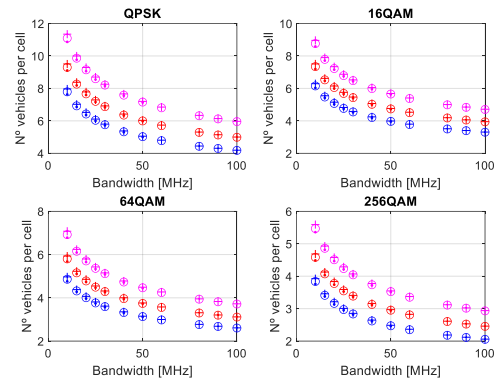 QPSK
12
10
8
6
4
Nº vehicles per cell
0
50
100
Bandwidth [MHz]
16QAM
10
8
6
4
2
Nº vehicles per cell
0
50
100
Bandwidth [MHz]
64QAM
8
6
4
2
Nº vehicles per cell
0
50
100
Bandwidth [MHz]
256QAM
6
5
4
3
2
Nº vehicles per cell
0
50
100
Bandwidth [MHz]